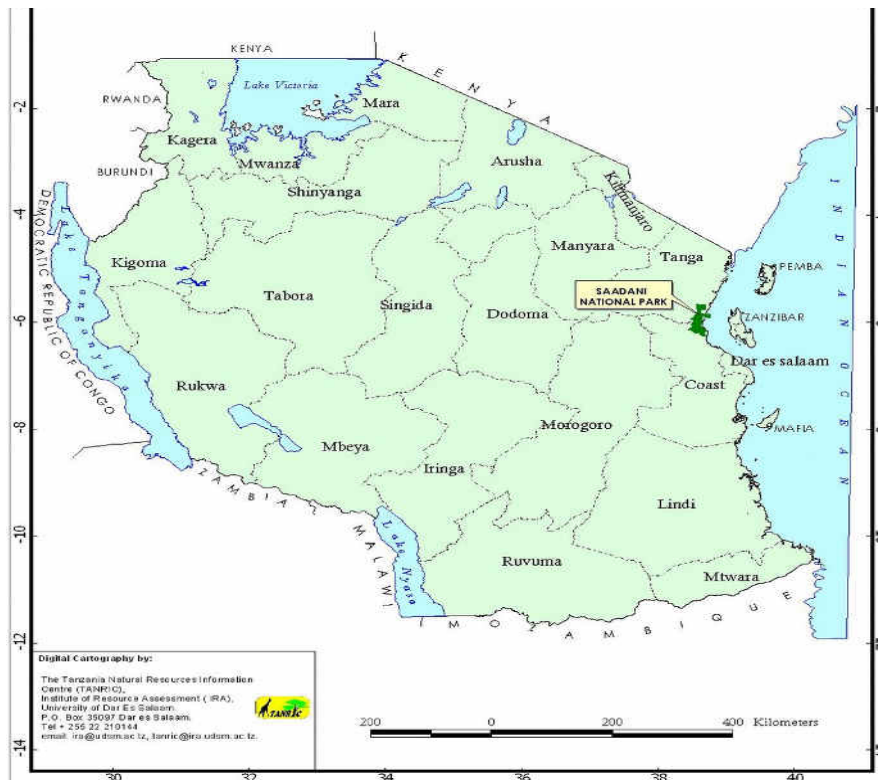 KENYA
KENYA
Lake Victoria
RWANDA
Mara
Kagera
Mwanza
Arusha
BURUNDI
Shinyanga
Kilimanjaro
DEMOCRATIC REPUBLIC OF CONGO
Lake Tanganyika
Kigoma
Manyara
Tanga
PEMBA
INDIAN OCEAN
Tabora
Singida
Dodoma
SAADANI
NATIONAL PARK
ZANZIBAR
Dar es salaam
Rukwa
Coast
Morogoro
MAFIA
Mbeya
Iringa
ZAMBIA
Lindi
MALAWI
Lake Nyasa
Ruvuma
Mtwara
MOZAMBIQUE
-2
-4
-6
-8
-10
-12
-14
Digital Cartography by:
The Tanzania Natural Resources Information
Centre (TANRIC),
Institute of Resource Assessment ( IRA),
University of Dar Es Salaam.
P.O. Box 35097 Dar es Salaam.
Tel + 255 22 210144
email: ira@udsm.ac.tz, tanric@ira.udsm.ac.tz.
TANRIC
200 0 200 400 Kilometers
30 32 34 36 38 40